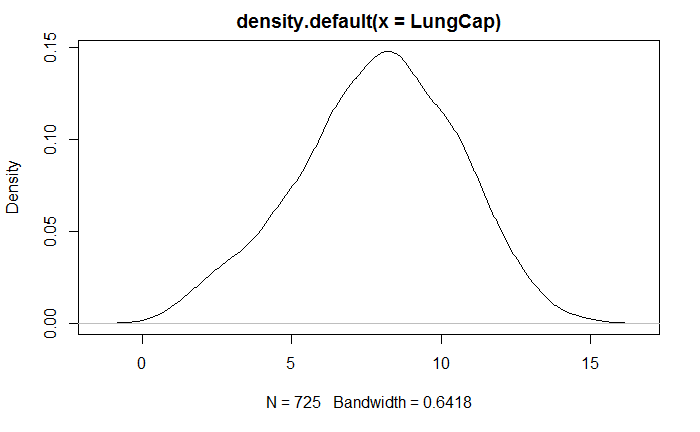 density.default(x = LungCap)
Density
0.15
0.10
0.05
0.00
0 5 10 15
N = 725 Bandwidth = 0.6418